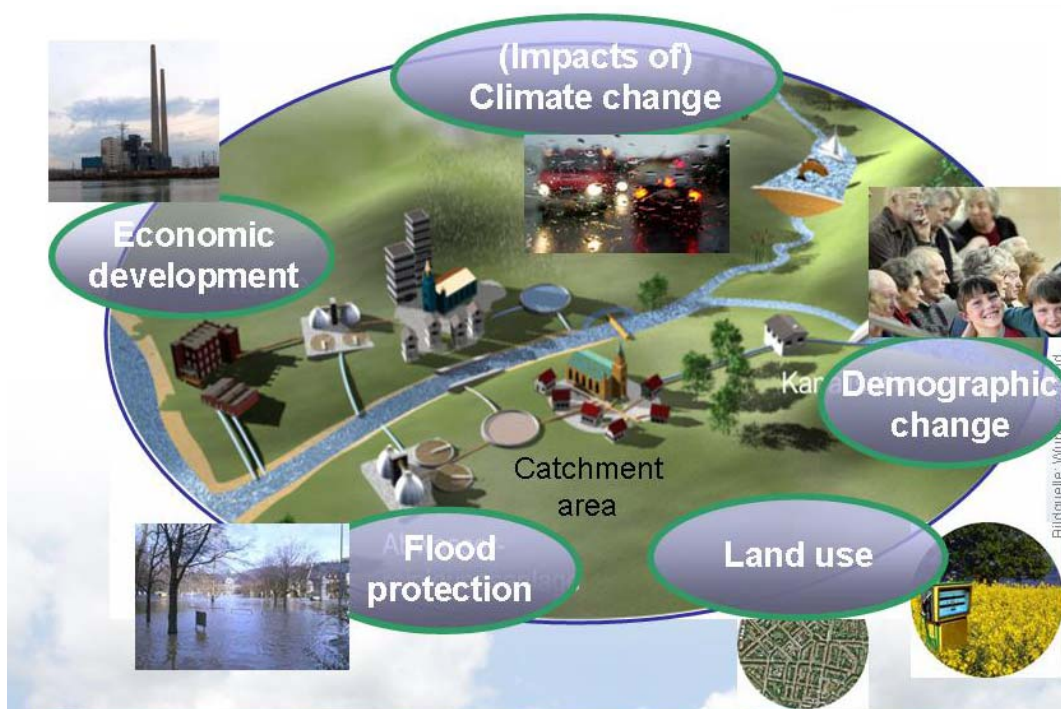 (Impacts of)
Climate change
Economic
development
Demographic
change
Catchment
area
Flood
protection
Land use